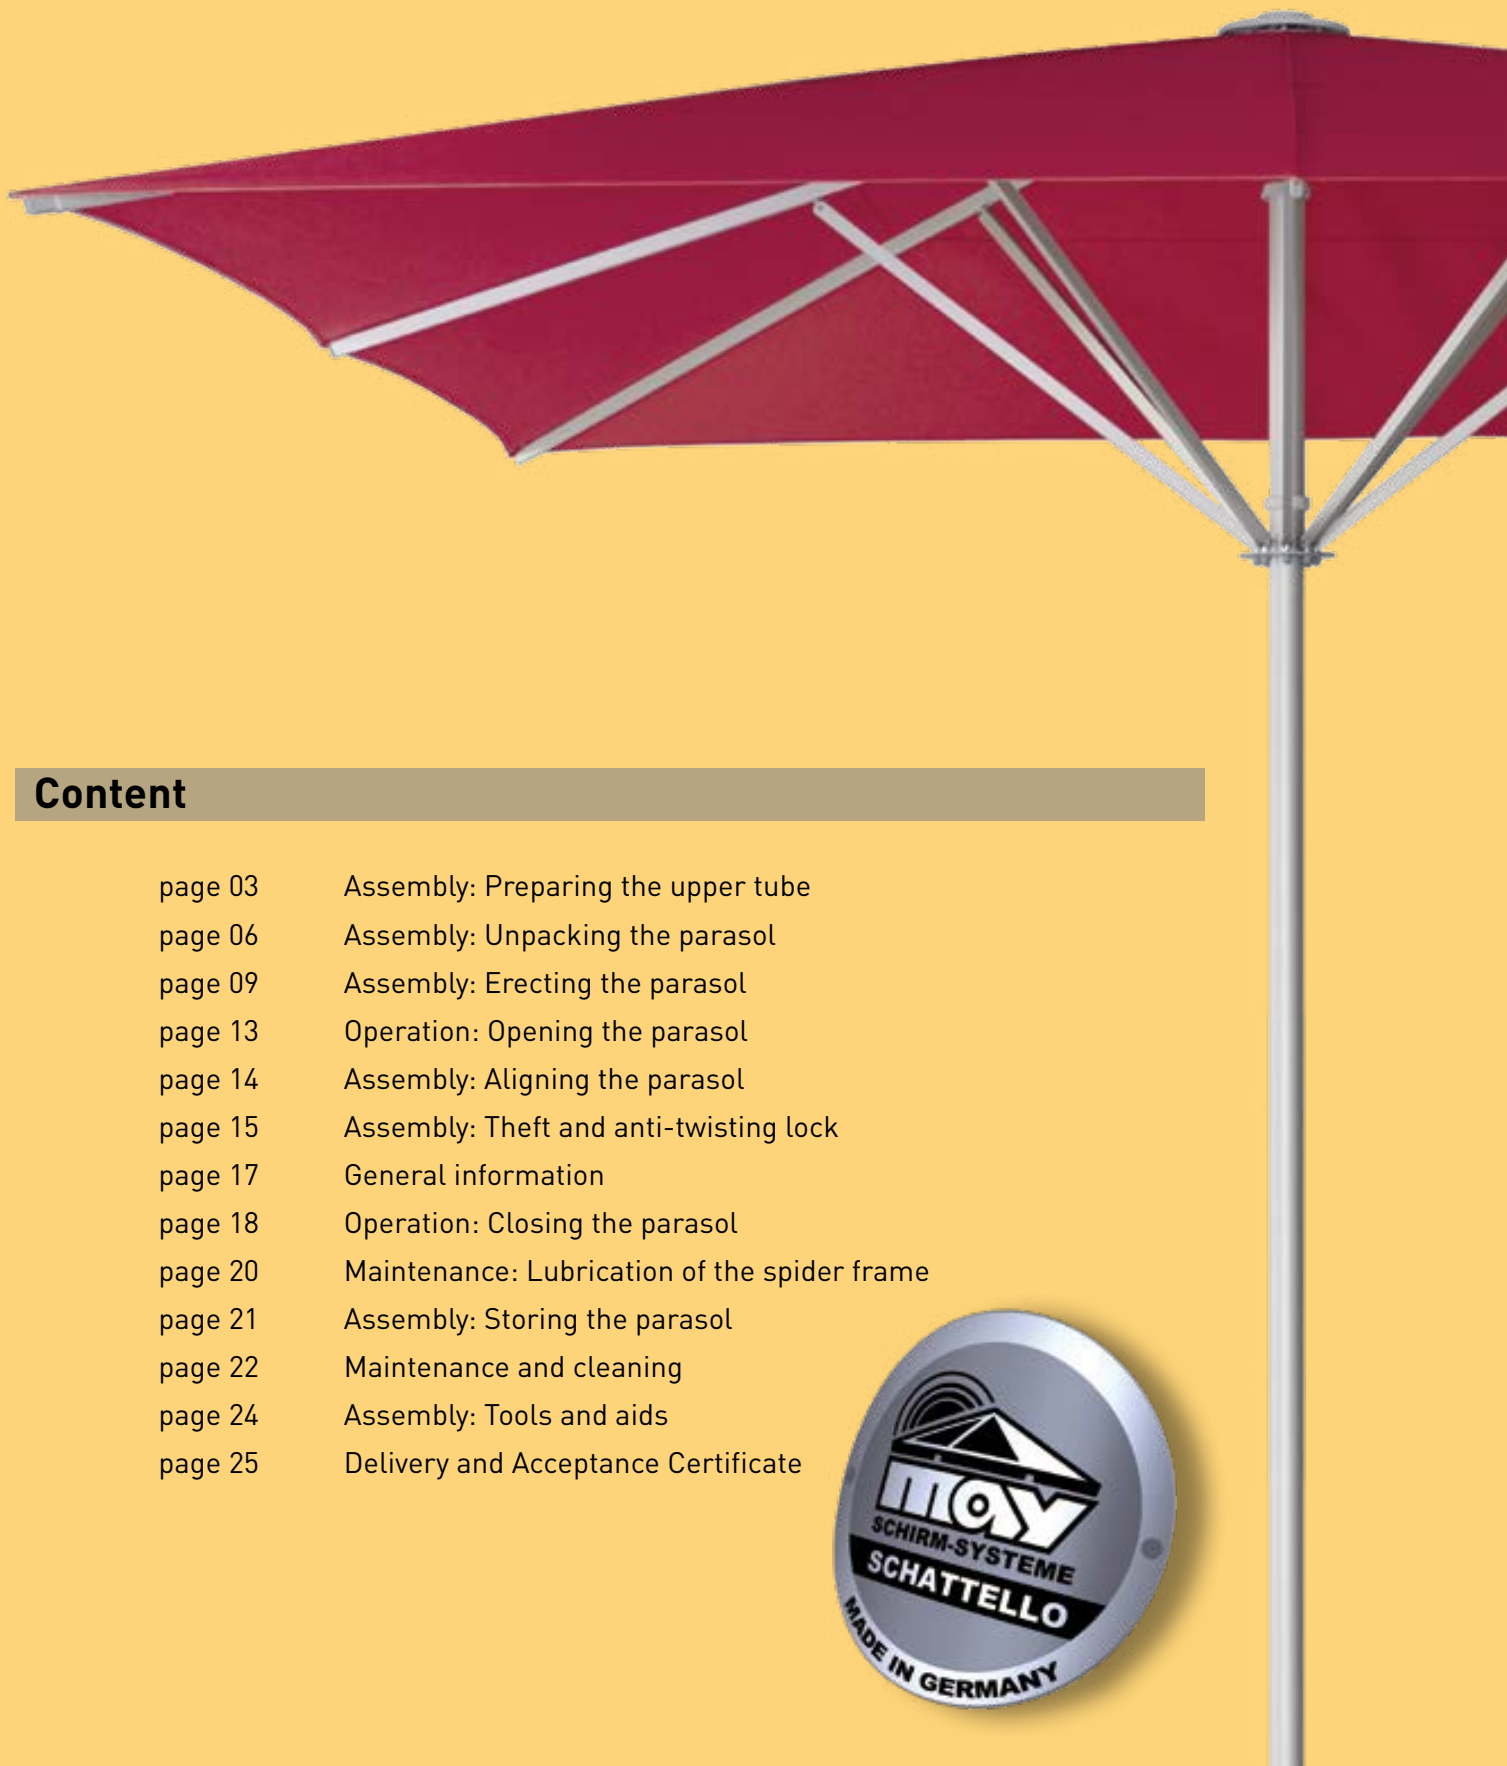 Content
page 03 Assembly: Preparing the upper tube
page 06 Assembly: Unpacking the parasol
page 09 Assembly: Erecting the parasol
page 13 Operation: Opening the parasol
page 14 Assembly: Aligning the parasol
page 15 Assembly: Theft and anti-twisting lock
page 17 General information
page 18 Operation: Closing the parasol
page 20 Maintenance: Lubrication of the spider frame
page 21 Assembly: Storing the parasol
page 22 Maintenance and cleaning
page 24 Assembly: Tools and aids
page 25 Delivery and Acceptance Certificate
may
SCHIRM-SYSTEME
SCHATTELLO
MADE IN GERMANY